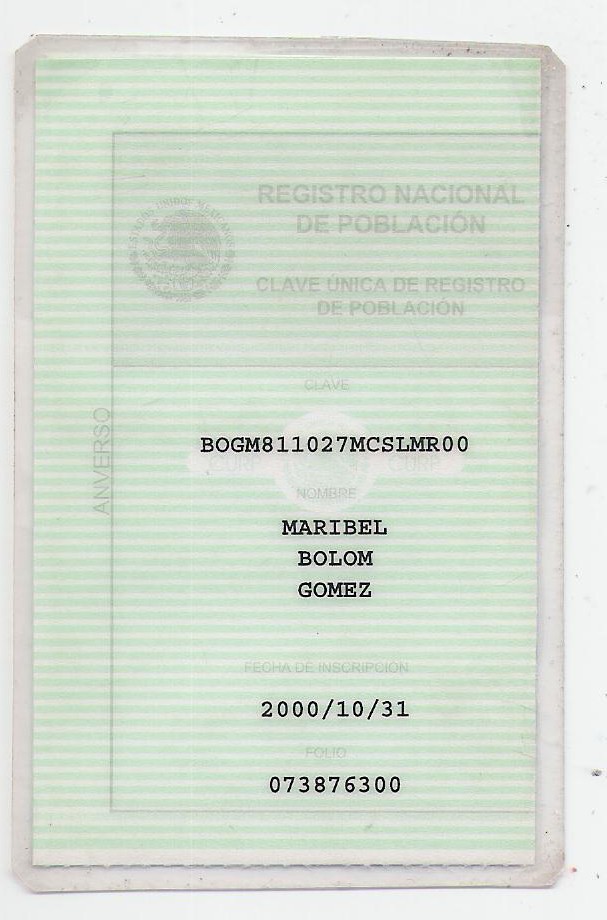 ESTADOS UNIDOS MEXICANOS
REGISTRO NACIONAL
DE POBLACIÓN
CLAVE ÚNICA DE REGISTRO
DE POBLACIÓN
ANVERSO
CLAVE
BOGM811027MCSLMR00
CURP CURP
NOMBRE
MARIBEL
BOLOM
GOMEZ
FECHA DE INSCRIPCIÓN
2000/10/31
FOLIO
073876300